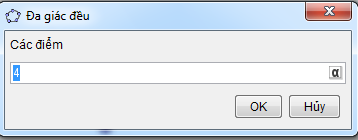 Đa giác đều
Các điểm
4
α
OK Hủy